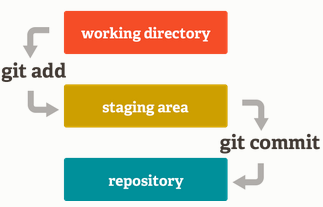 working directory
git add
staging area
git commit
repository